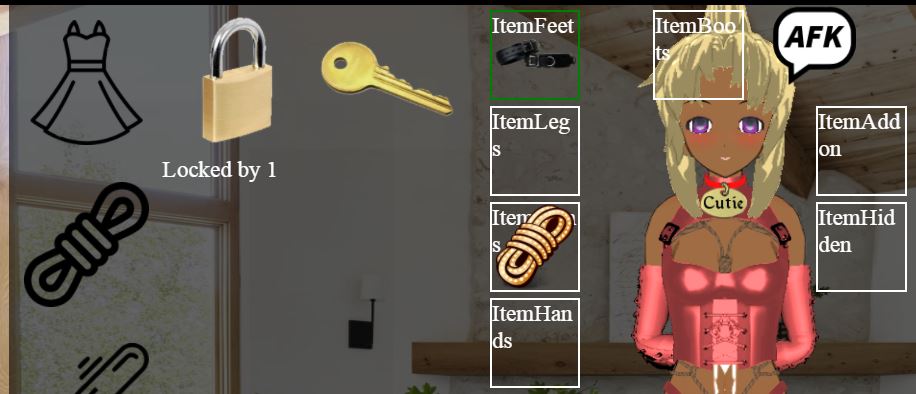 ItemFeet
ItemBoo
ts
AFK
ItemLeg
s
ItemAdd
on
Locked by 1
Cutie
s
ItemHid
den
ItemHan
ds